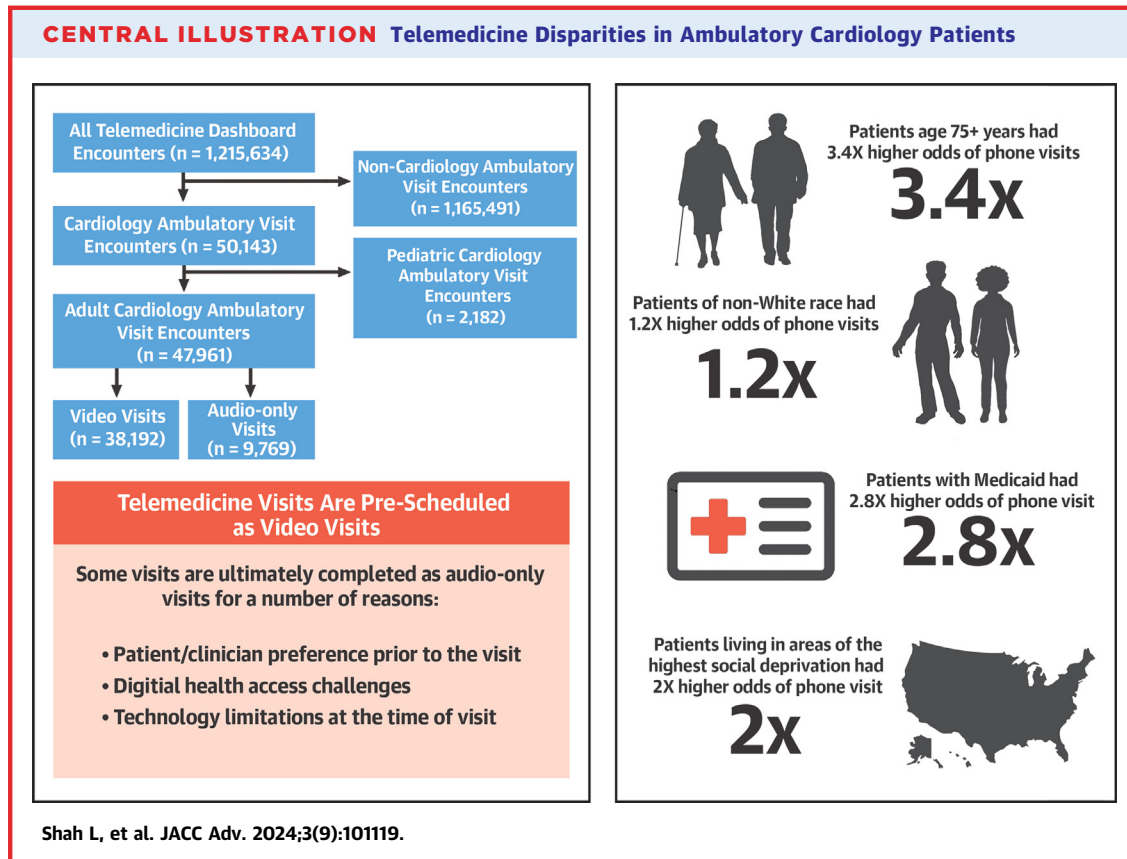 CENTRAL ILLUSTRATION Telemedicine Disparities in Ambulatory Cardiology Patients
All Telemedicine Dashboard
Encounters (n = 1,215,634)
Non-Cardiology Ambulatory
Visit Encounters
(n = 1,165,491)
Cardiology Ambulatory Visit
Encounters (n = 50,143)
Pediatric Cardiology
Ambulatory Visit
Encounters
(n = 2,182)
Adult Cardiology Ambulatory
Visit Encounters
(n = 47,961)
Video Visits
(n = 38,192)
Audio-only
Visits
(n = 9,769)
Telemedicine Visits Are Pre-Scheduled
as Video Visits
Some visits are ultimately completed as audio-only
visits for a number of reasons:
• Patient/clinician preference prior to the visit
• Digitial health access challenges
• Technology limitations at the time of visit
Patients age 75+ years had
3.4X higher odds of phone visits
3.4x
Patients of non-White race had
1.2X higher odds of phone visits
1.2x
Patients with Medicaid had
2.8X higher odds of phone visit
2.8x
Patients living in areas of the
highest social deprivation had
2X higher odds of phone visit
2x
Shah L, et al. JACC Adv. 2024;3(9):101119.